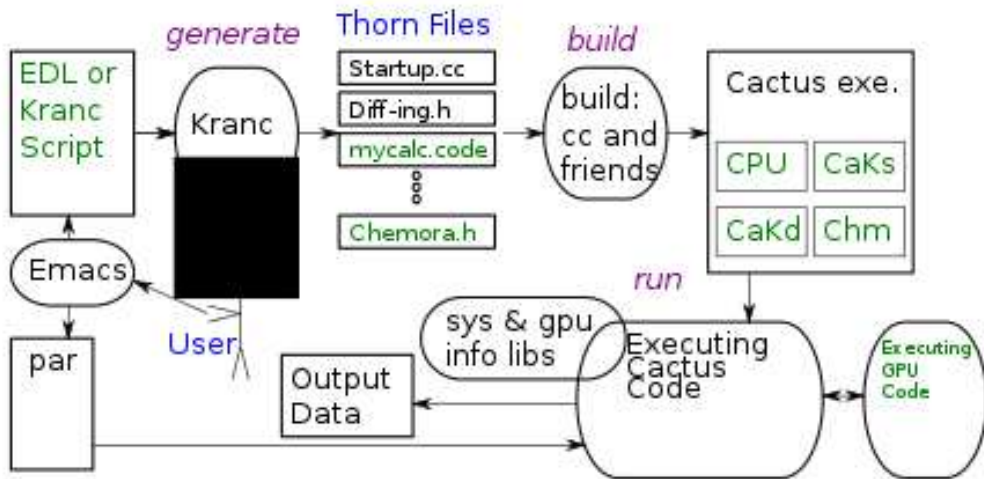 generate
Thorn Files
build
EDL or
Kranc
Script
Kranc
Startup.cc
Diff-ing.h
mycalc.code
Chemora.h
build:
cc and
friends
Cactus exe.
CPU
CaKs
CaKd
Chm
Emacs
User
run
par
sys & gpu
info libs
Output
Data
Executing
Cactus
Code
Executing
GPU
Code